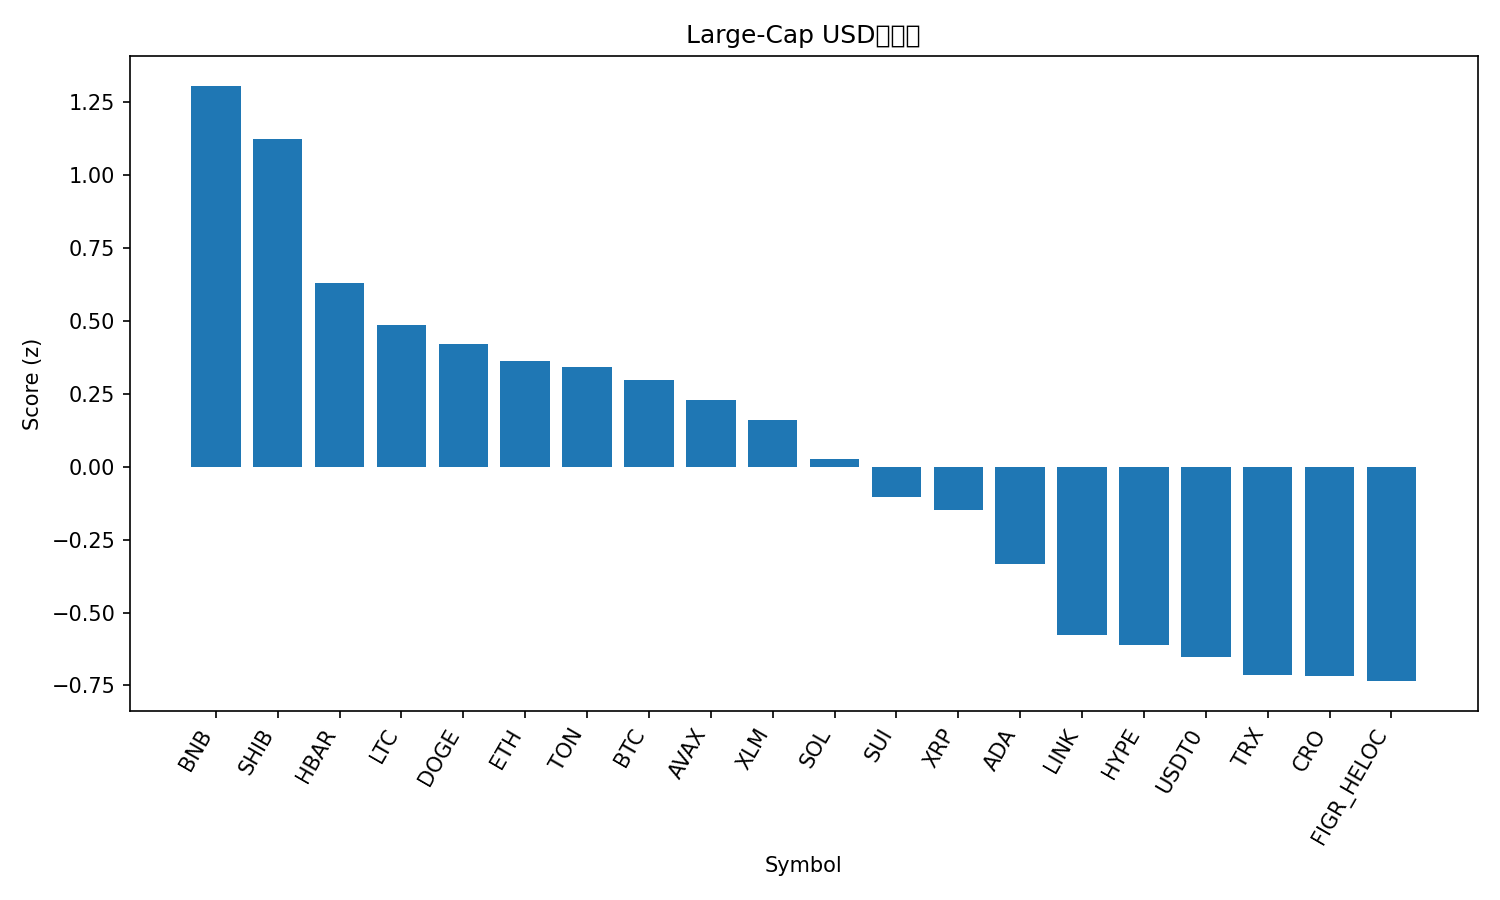 Large-Cap USD
Score (z)
1.25
1.00
0.75
0.50
0.25
0.00
−0.25
−0.50
−0.75
BNB
SHIB
HBAR
LTC
DOGE
ETH
TON
BTC
AVAX
XLM
SOL
SUI
XRP
ADA
LINK
HYPE
USDT0
TRX
CRO
FIGR_HELOC
Symbol